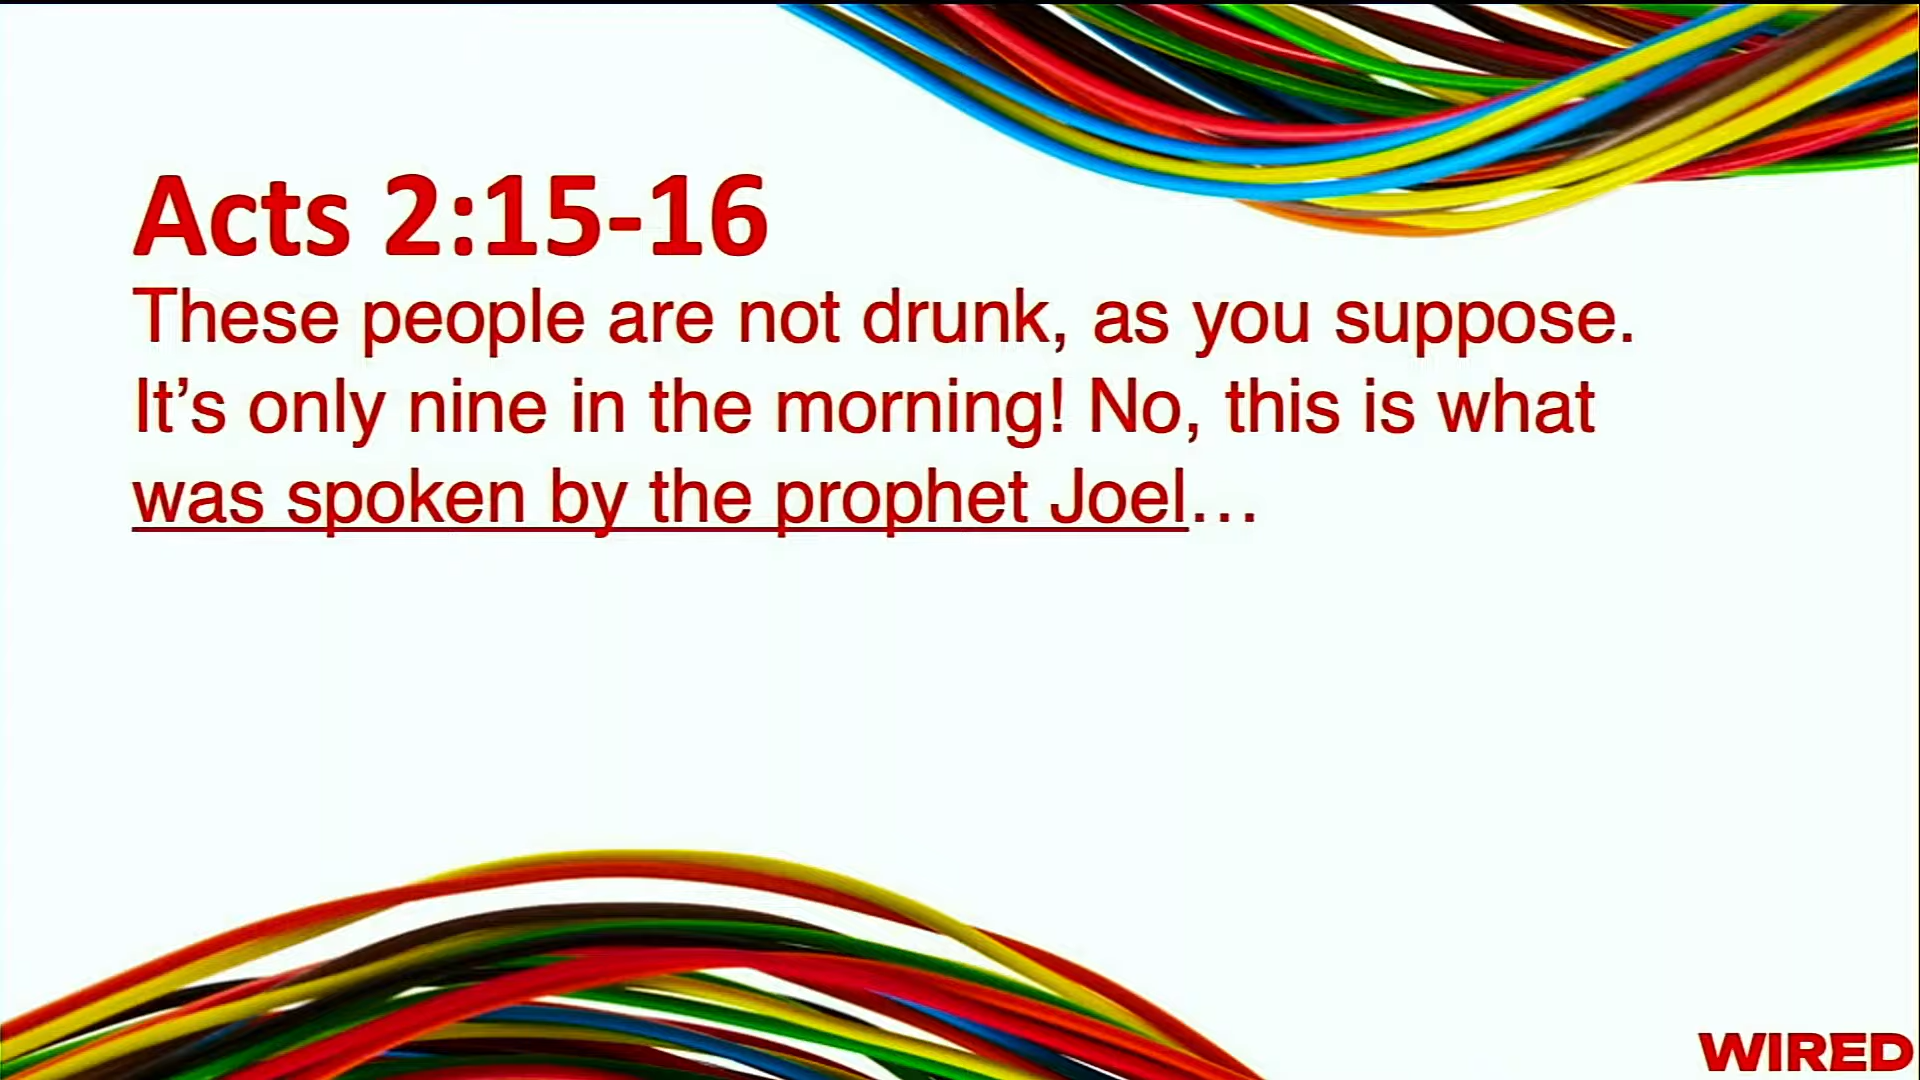 Acts 2:15-16
These people are not drunk, as you suppose.
It’s only nine in the morning! No, this is what
was spoken by the prophet Joel…
WIRED